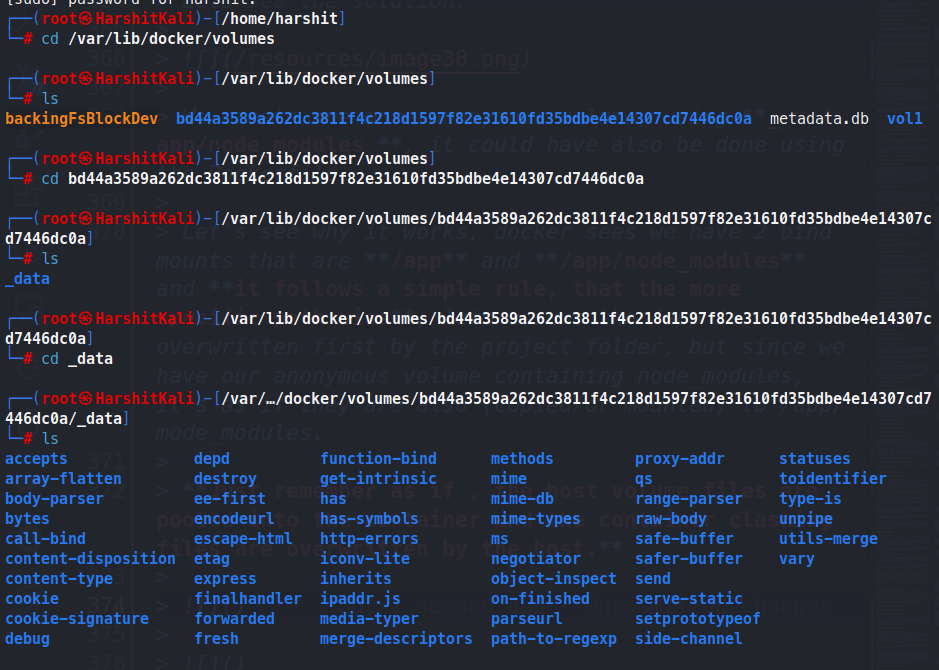 [sudo] password for harshit:
┌──(root㉿HarshitKali)-[/home/harshit]
└─# cd /var/lib/docker/volumes
┌──(root㉿HarshitKali)-[/var/lib/docker/volumes]
└─# ls
backingFsBlockDev bd44a3589a262dc3811f4c218d1597f82e31610fd35bdbe4e14307cd7446dc0a metadata.db vol1
┌──(root㉿HarshitKali)-[/var/lib/docker/volumes]
└─# cd bd44a3589a262dc3811f4c218d1597f82e31610fd35bdbe4e14307cd7446dc0a
┌──(root㉿HarshitKali)-[/var/lib/docker/volumes/bd44a3589a262dc3811f4c218d1597f82e31610fd35bdbe4e14307c
d7446dc0a]
└─# ls
_data
┌──(root㉿HarshitKali)-[/var/lib/docker/volumes/bd44a3589a262dc3811f4c218d1597f82e31610fd35bdbe4e14307c
d7446dc0a]
└─# cd _data
┌──(root㉿HarshitKali)-[/var/…/docker/volumes/bd44a3589a262dc3811f4c218d1597f82e31610fd35bdbe4e14307cd7
446dc0a/_data]
└─# ls
accepts depd function-bind methods proxy-addr statuses
array-flatten destroy get-intrinsic mime qs toidentifier
body-parser ee-first has mime-db range-parser type-is
bytes encodeurl has-symbols mime-types raw-body unpipe
call-bind escape-html http-errors ms safe-buffer utils-merge
content-disposition etag iconv-lite negotiator safer-buffer vary
content-type express inherits object-inspect send
cookie finalhandler ipaddr.js on-finished serve-static
cookie-signature forwarded media-typer parseurl setprototypeof
debug fresh merge-descriptors path-to-regexp side-channel